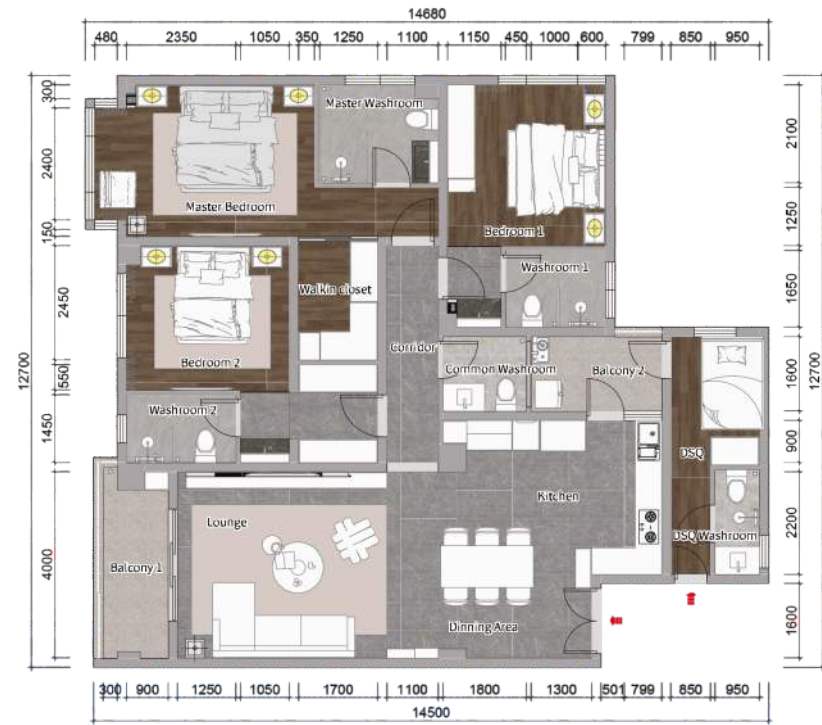 14680
480 2350 1050 350 1250 1100 1150 450 1000 600 799 850 950
12700
300
2400
150
2450
550
1450
4000
Master Washroom
Master Bedroom
Bedroom 1
Washroom 1
Walkin closet
Bedroom 2
Corridor
Common Washroom
Balcony 2
Washroom 2
DSQ
Kitchen
Lounge
DSQ Washroom
Balcony 1
Dinning Area
2100
1250
1650
1600
900
2200
1600
12700
300 900 1250 1050 1700 1100 1800 1300 501 799 850 950
14500